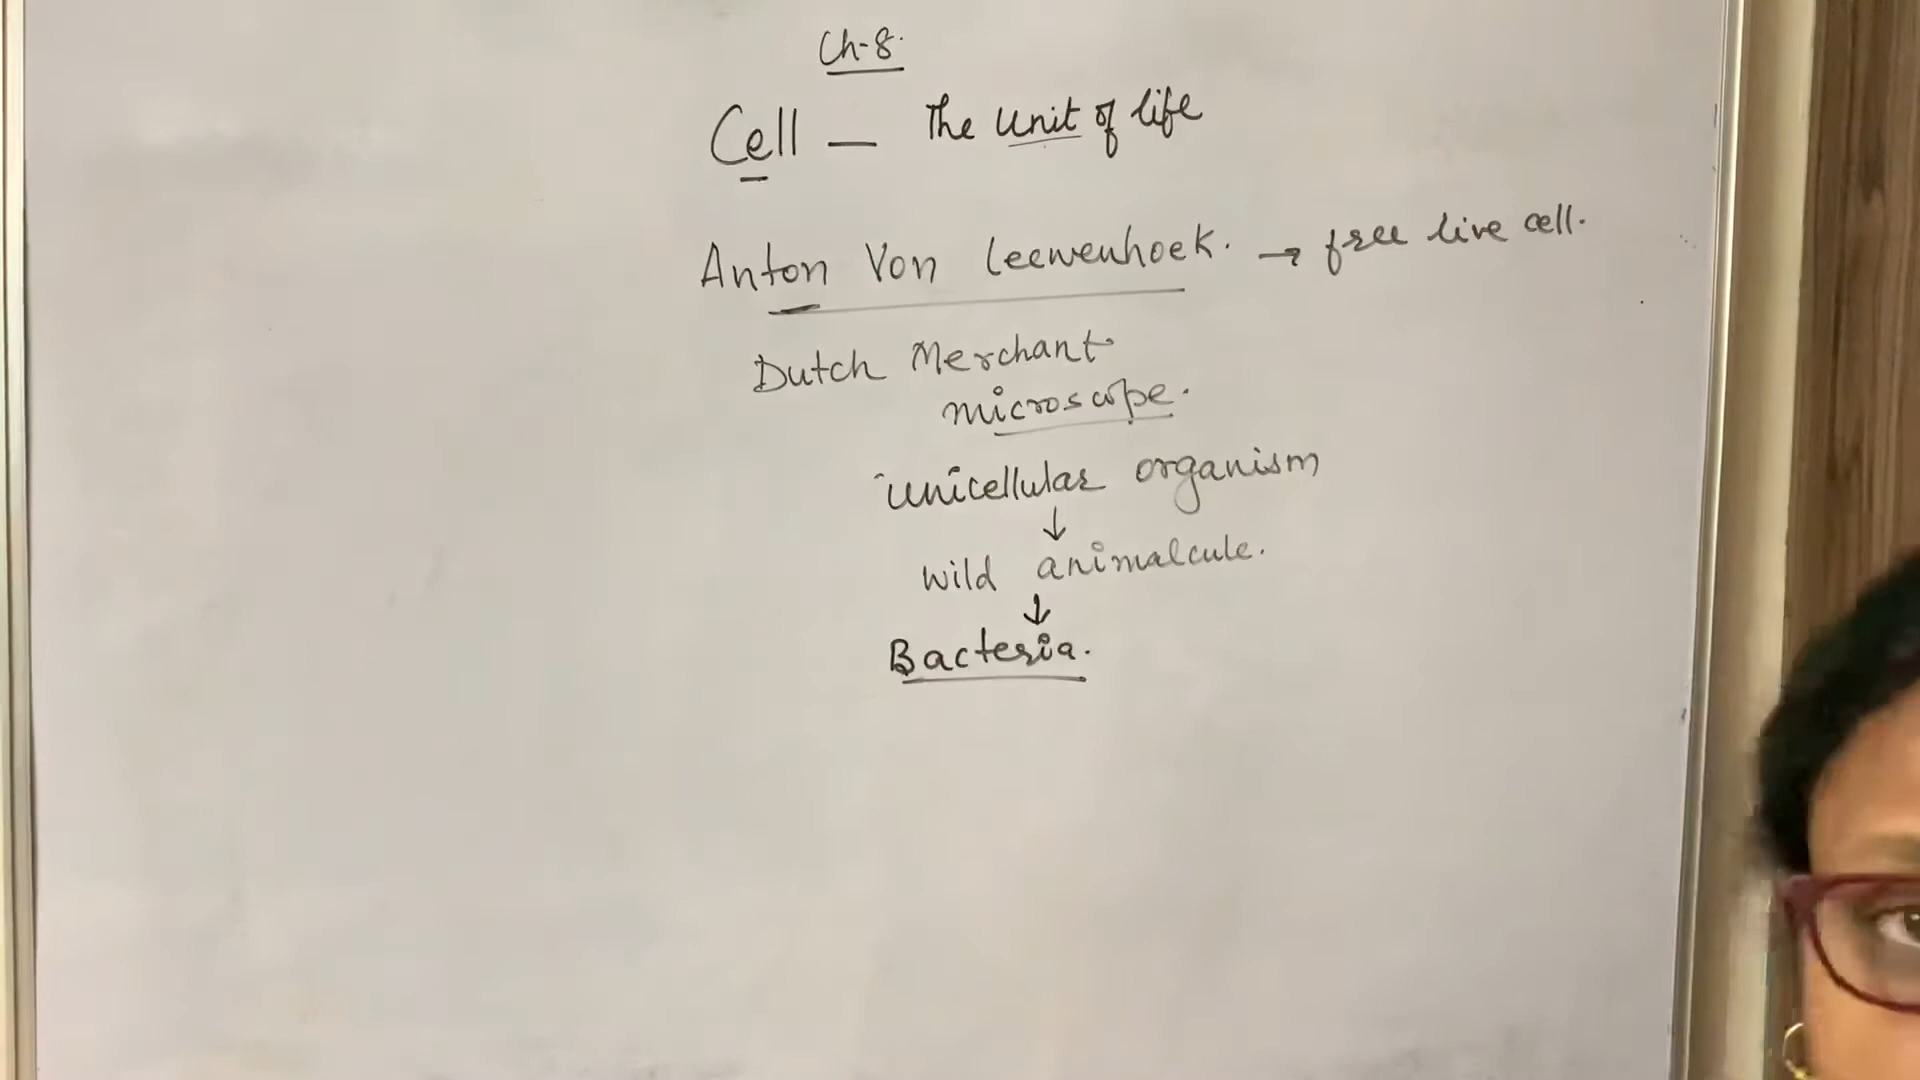 Ch-8.
Cell — The Unit of life
Anton Von Leewenhoek. → free live cell.
Dutch Merchant
microscope.
unicellular organism
↓
wild animalcule.
↓
Bacteria.